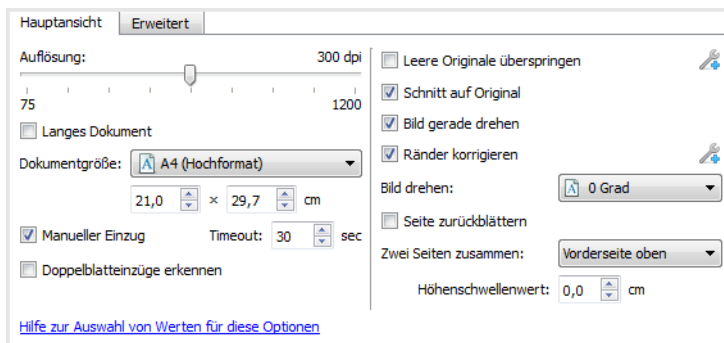 Hauptansicht
Erweitert
Auflösung: 300 dpi
75 1200
Langes Dokument
Dokumentgröße: A4 (Hochformat)
21,0 × 29,7 cm
Manueller Einzug Timeout: 30 sec
Doppelblatteinzüge erkennen
Hilfe zur Auswahl von Werten für diese Optionen
Leere Originale überspringen
Schnitt auf Original
Bild gerade drehen
Ränder korrigieren
Bild drehen: 0 Grad
Seite zurückblättern
Zwei Seiten zusammen: Vorderseite oben
Höhenschwellenwert: 0,0 cm